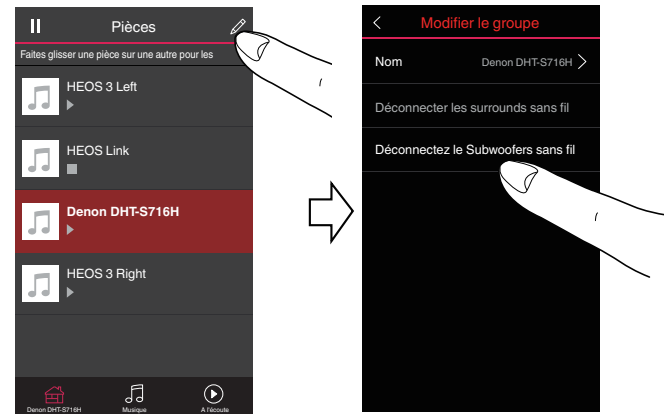 Pièces
Faites glisser une pièce sur une autre pour les
HEOS 3 Left
HEOS Link
Denon DHT-S716H
HEOS 3 Right
Denon DHT-S716H
Musique
A l'écoute
Modifier le groupe
Nom
Denon DHT-S716H
Déconnecter les surrounds sans fil
Déconnectez le Subwoofers sans fil